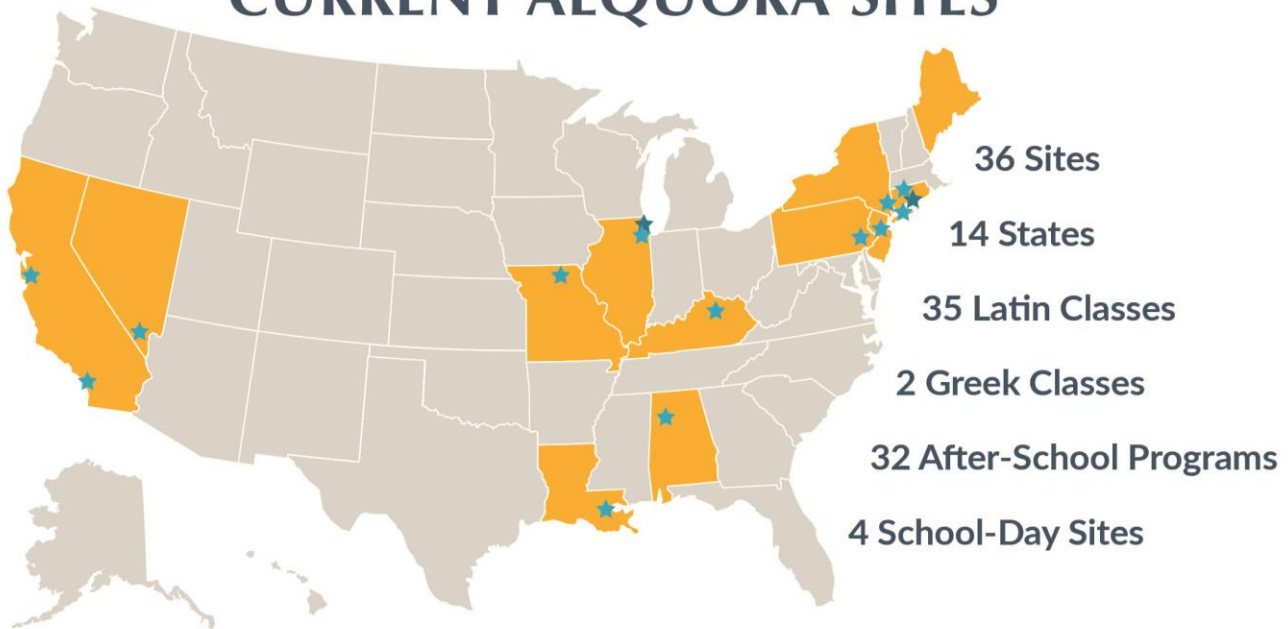 CURRENT AEQUORA SITES
36 Sites
14 States
35 Latin Classes
2 Greek Classes
32 After-School Programs
4 School-Day Sites